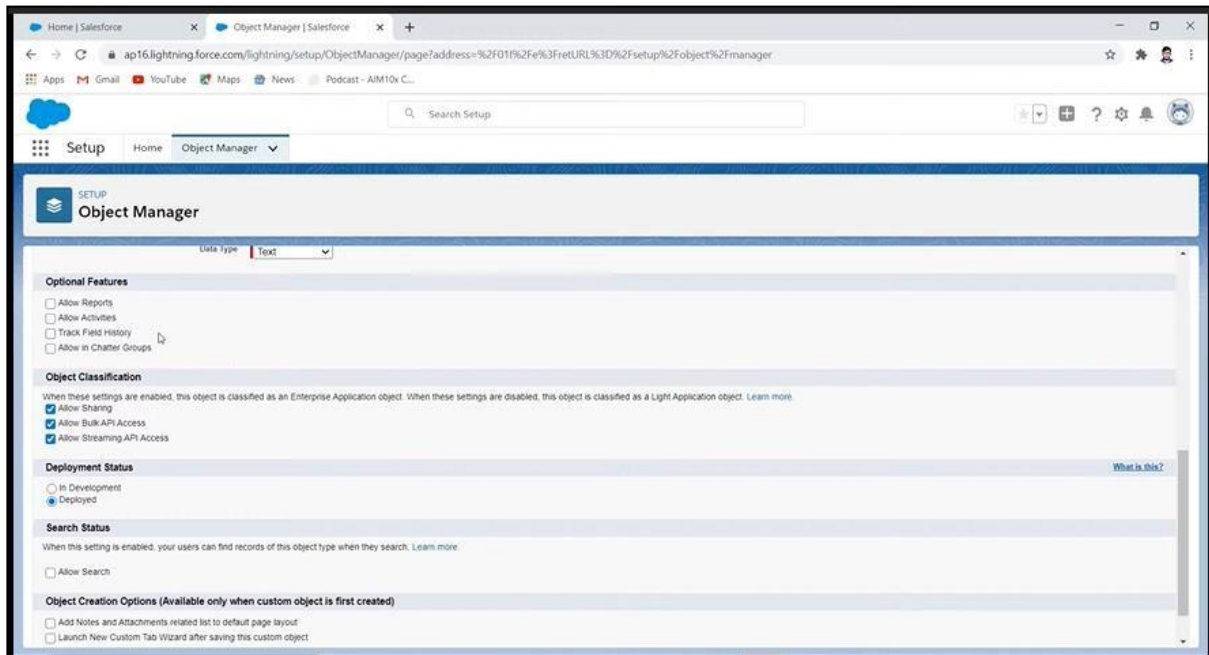 Home | Salesforce
Object Manager | Salesforce
ap16.lightning.force.com/lightning/setup/ObjectManager/page?address=%2F01I%2Fe%3FretURL%3D%2Fsetup%2Fobject%2Fmanager
Apps Gmail YouTube Maps News Podcast - AIM10x C...
Search Setup
Setup Home Object Manager
SETUP
Object Manager
Data Type Text
Optional Features
Allow Reports
Allow Activities
Track Field History
Allow in Chatter Groups
Object Classification
When these settings are enabled, this object is classified as an Enterprise Application object. When these settings are disabled, this object is classified as a Light Application object. Learn more.
Allow Sharing
Allow Bulk API Access
Allow Streaming API Access
Deployment Status What is this?
In Development
Deployed
Search Status
When this setting is enabled, your users can find records of this object type when they search. Learn more.
Allow Search
Object Creation Options (Available only when custom object is first created)
Add Notes and Attachments related list to default page layout
Launch New Custom Tab Wizard after saving this custom object